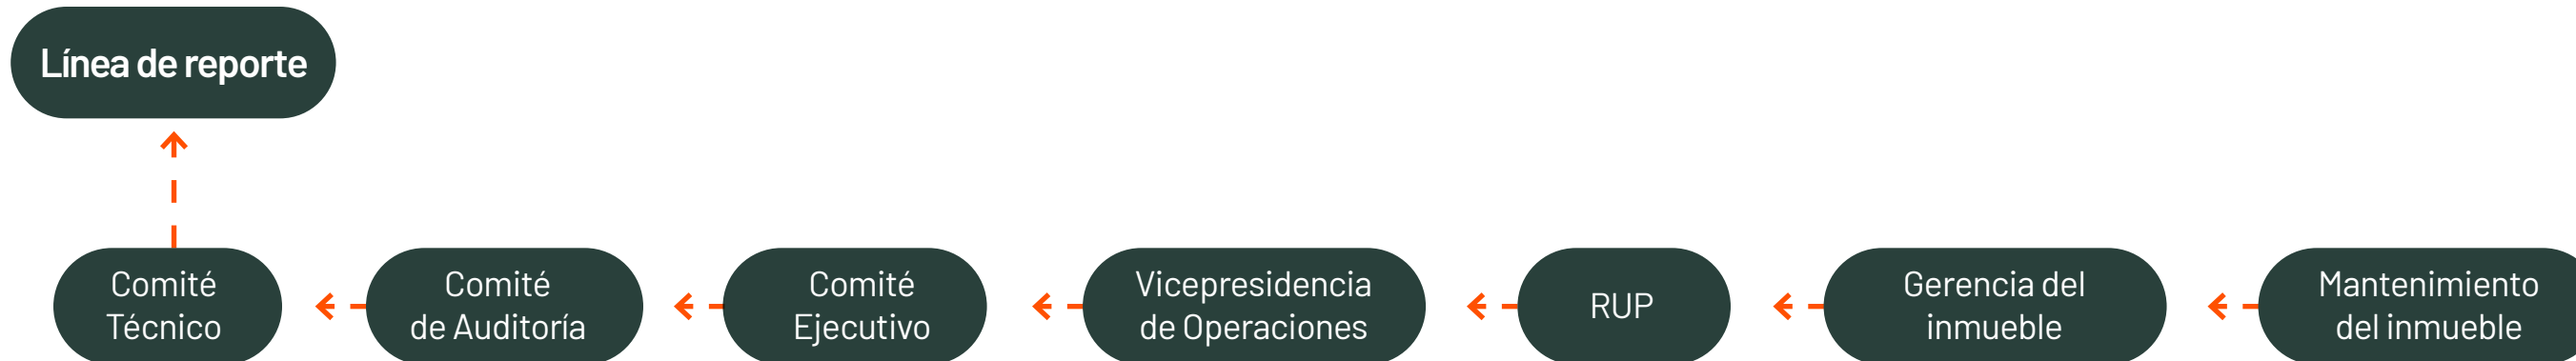 Línea de reporte
Comité
Técnico
Comité
de Auditoría
Comité
Ejecutivo
Vicepresidencia
de Operaciones
RUP
Gerencia del
inmueble
Mantenimiento
del inmueble